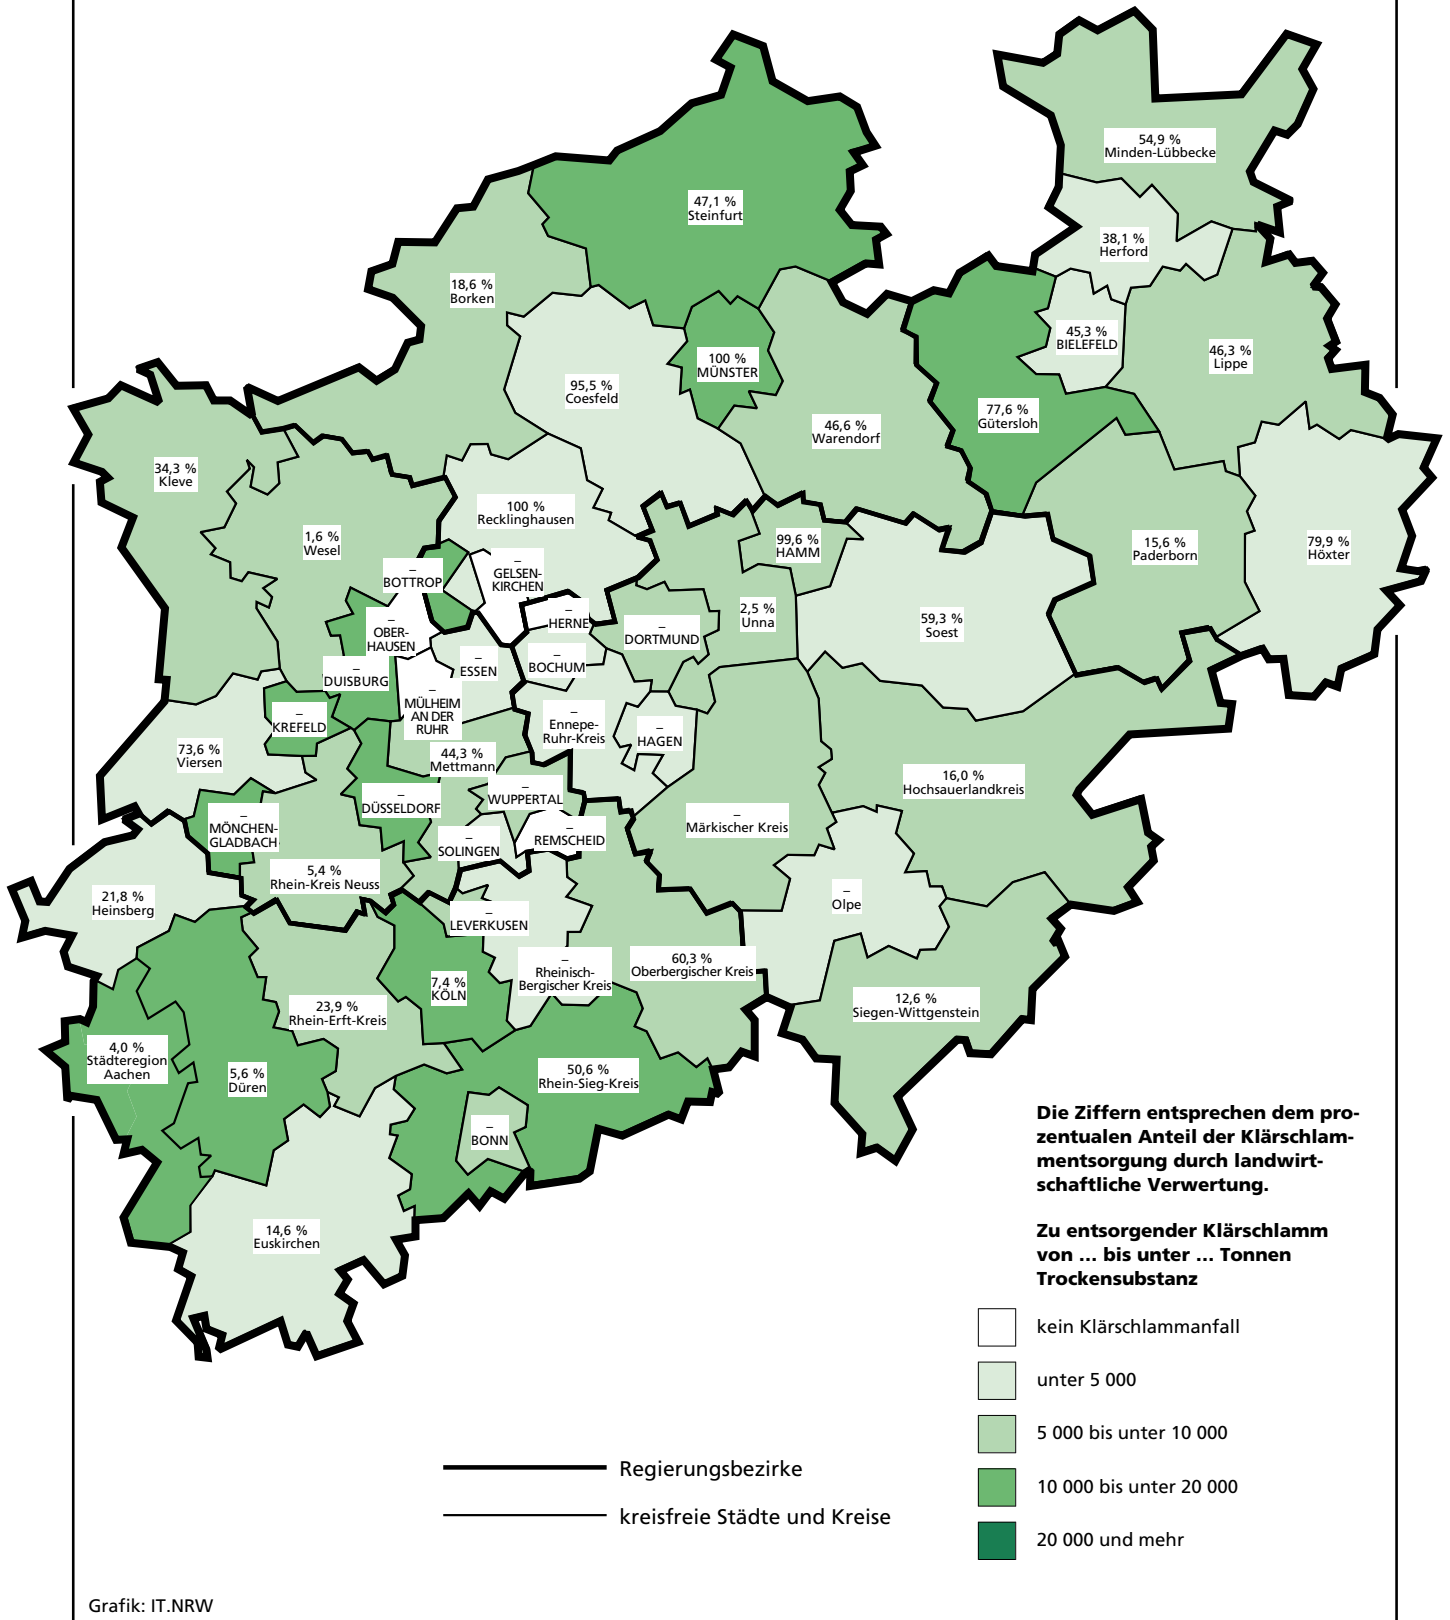 54,9 %
Minden-Lübbecke
47,1 %
Steinfurt
38,1 %
Herford
18,6 %
Borken
45,3 %
BIELEFELD
46,3 %
Lippe
100 %
MÜNSTER
95,5 %
Coesfeld
77,6 %
Gütersloh
46,6 %
Warendorf
34,3 %
Kleve
100 %
Recklinghausen
1,6 %
Wesel
99,6 %
HAMM
15,6 %
Paderborn
79,9 %
Höxter
–
BOTTROP
–
GELSEN-
KIRCHEN
–
HERNE
2,5 %
Unna
59,3 %
Soest
–
OBER-
HAUSEN
–
DORTMUND
–
DUISBURG
–
ESSEN
–
BOCHUM
–
MÜLHEIM
AN DER
RUHR
–
KREFELD
–
Ennepe-
Ruhr-Kreis
–
HAGEN
73,6 %
Viersen
44,3 %
Mettmann
16,0 %
Hochsauerlandkreis
–
WUPPERTAL
–
DÜSSELDORF
–
MÖNCHEN-
GLADBACH
–
SOLINGEN
–
REMSCHEID
–
Märkischer Kreis
5,4 %
Rhein-Kreis Neuss
21,8 %
Heinsberg
–
LEVERKUSEN
–
Olpe
–
Rheinisch-
Bergischer Kreis
60,3 %
Oberbergischer Kreis
7,4 %
KÖLN
23,9 %
Rhein-Erft-Kreis
12,6 %
Siegen-Wittgenstein
4,0 %
Städteregion
Aachen
5,6 %
Düren
50,6 %
Rhein-Sieg-Kreis
–
BONN
14,6 %
Euskirchen
Die Ziffern entsprechen dem pro-
zentualen Anteil der Klärschlam-
mentsorgung durch landwirt-
schaftliche Verwertung.
Zu entsorgender Klärschlamm
von ... bis unter ... Tonnen
Trockensubstanz
kein Klärschlammanfall
unter 5 000
5 000 bis unter 10 000
10 000 bis unter 20 000
20 000 und mehr
Regierungsbezirke
kreisfreie Städte und Kreise
Grafik: IT.NRW